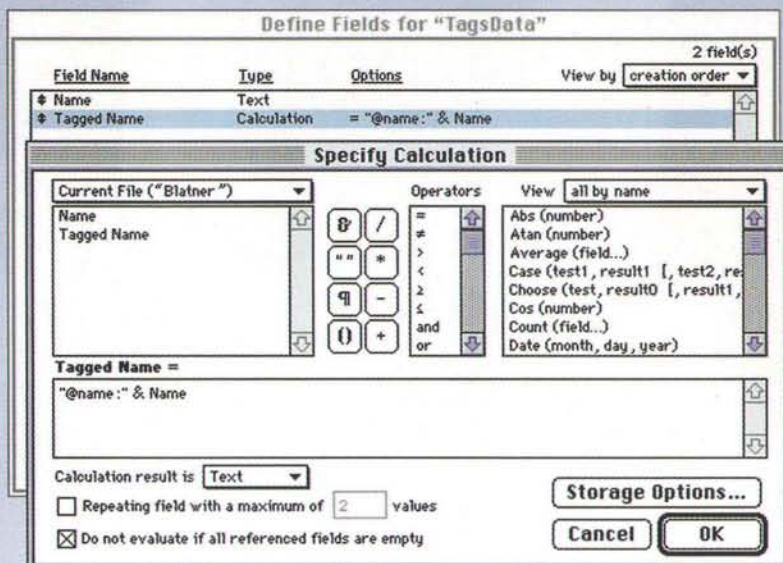 Define Fields for “TagsData”
2 field(s)
Field Name Type Options View by creation order
Name Text
Tagged Name Calculation = "@name:" & Name
Specify Calculation
Current File (“Blatner”) Operators View all by name
Name
Tagged Name
& /
" " *
¶ -
() +
=
≠
>
<
≥
≤
and
or
Abs (number)
Atan (number)
Average (field...)
Case (test1, result1 [, test2, re
Choose (test, result0 [, result1,
Cos (number)
Count (field...)
Date (month, day, year)
Tagged Name =
"@name:" & Name
Calculation result is Text
Repeating field with a maximum of 2 values
Do not evaluate if all referenced fields are empty
Storage Options...
Cancel OK